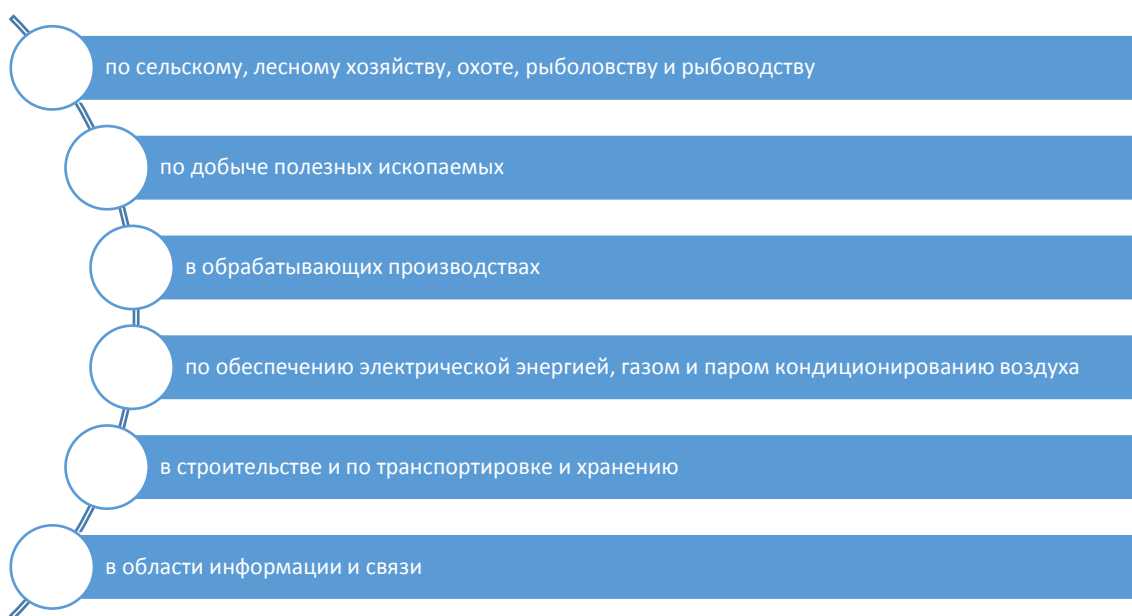 по сельскому, лесному хозяйству, охоте, рыболовству и рыбоводству
по добыче полезных ископаемых
в обрабатывающих производствах
по обеспечению электрической энергией, газом и паром кондиционированию воздуха
в строительстве и по транспортировке и хранению
в области информации и связи